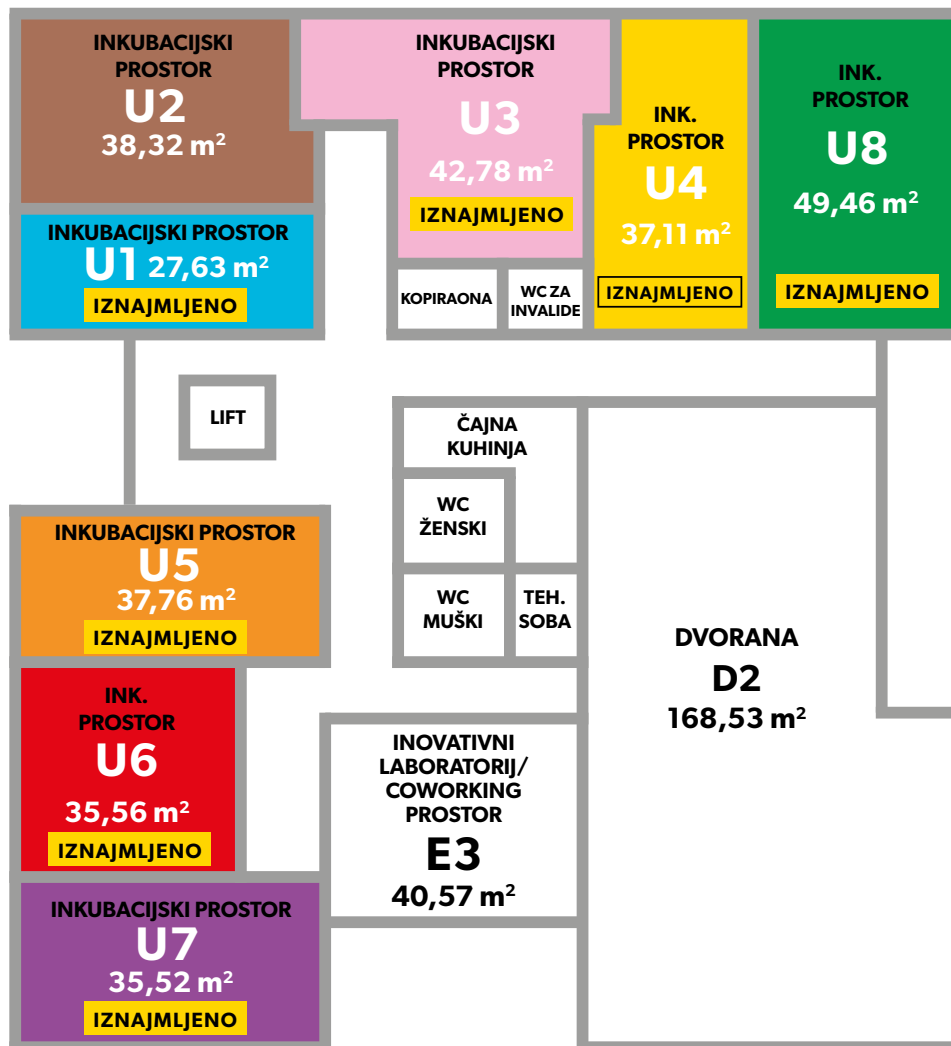 INKUBACIJSKI
PROSTOR
U2
38,32 m²
INKUBACIJSKI
PROSTOR
U3
42,78 m²
IZNAJMLJENO
INK.
PROSTOR
U4
37,11 m²
IZNAJMLJENO
INK.
PROSTOR
U8
49,46 m²
IZNAJMLJENO
INKUBACIJSKI PROSTOR
U1 27,63 m²
IZNAJMLJENO
KOPIRAONA
WC ZA
INVALIDE
LIFT
ČAJNA
KUHINJA
WC
ŽENSKI
WC
MUŠKI
TEH.
SOBA
INKUBACIJSKI PROSTOR
U5
37,76 m²
IZNAJMLJENO
DVORANA
D2
168,53 m²
INK.
PROSTOR
U6
35,56 m²
IZNAJMLJENO
INOVATIVNI
LABORATORIJ/
COWORKING
PROSTOR
E3
40,57 m²
INKUBACIJSKI PROSTOR
U7
35,52 m²
IZNAJMLJENO